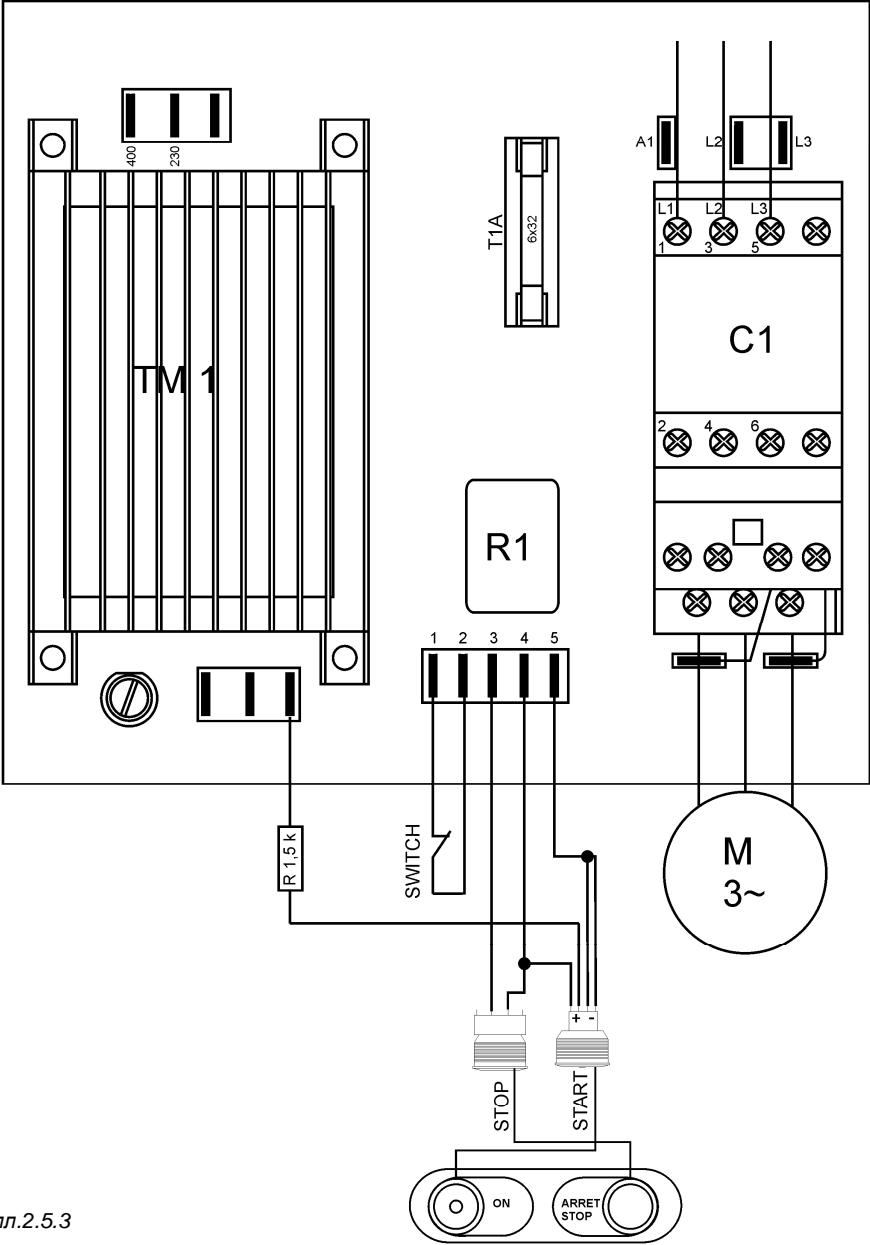 400
230
T1A
6x32
A1
L2
L3
L1
L2
L3
1
3
5
C1
TM 1
2
4
6
R1
1 2 3 4 5
SWITCH
R 1,5 k
M
3~
+ -
STOP
START
ON
ARRET
STOP
лл.2.5.3